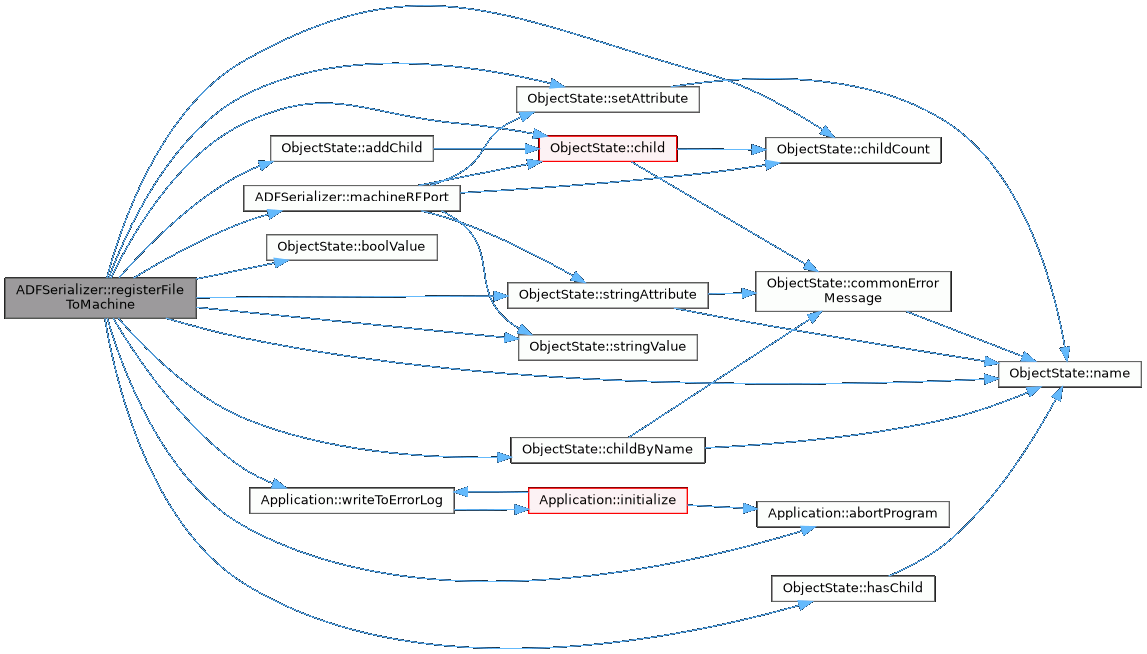 ADFSerializer::registerFile
ToMachine
ObjectState::addChild
ADFSerializer::machineRFPort
ObjectState::boolValue
Application::writeToErrorLog
ObjectState::setAttribute
ObjectState::child
ObjectState::stringAttribute
ObjectState::stringValue
ObjectState::childByName
Application::initialize
ObjectState::childCount
ObjectState::commonError
Message
Application::abortProgram
ObjectState::hasChild
ObjectState::name